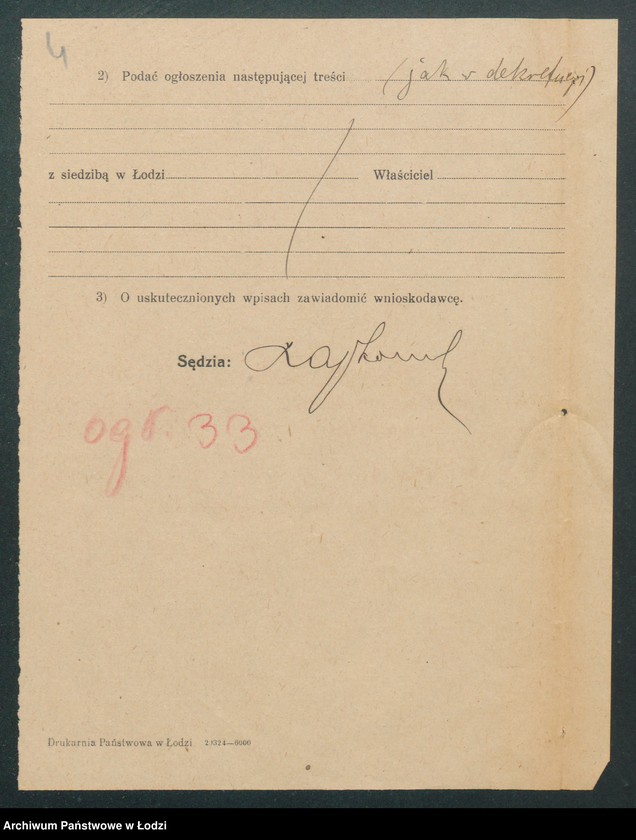 4
2) Podać ogłoszenia następującej treści (jak w
z siedzibą w Łodzi Właściciel
3) O uskutecznionych wpisach zawiadomić wnioskodawcę.
Sędzia:
ogł. 33
Drukarnia Państwowa w Łodzi
Archiwum Państwowe w Łodzi